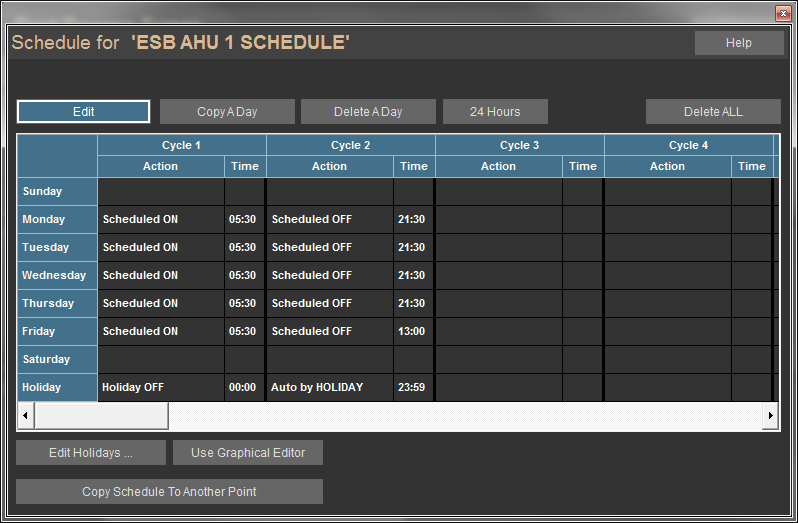 Schedule for 'ESB AHU 1 SCHEDULE' Help
Edit Copy A Day Delete A Day 24 Hours Delete ALL
Cycle 1 Cycle 2 Cycle 3 Cycle 4
Action Time Action Time Action Time Action Time
Sunday
Monday Scheduled ON 05:30 Scheduled OFF 21:30
Tuesday Scheduled ON 05:30 Scheduled OFF 21:30
Wednesday Scheduled ON 05:30 Scheduled OFF 21:30
Thursday Scheduled ON 05:30 Scheduled OFF 21:30
Friday Scheduled ON 05:30 Scheduled OFF 13:00
Saturday
Holiday Holiday OFF 00:00 Auto by HOLIDAY 23:59
Edit Holidays ... Use Graphical Editor
Copy Schedule To Another Point